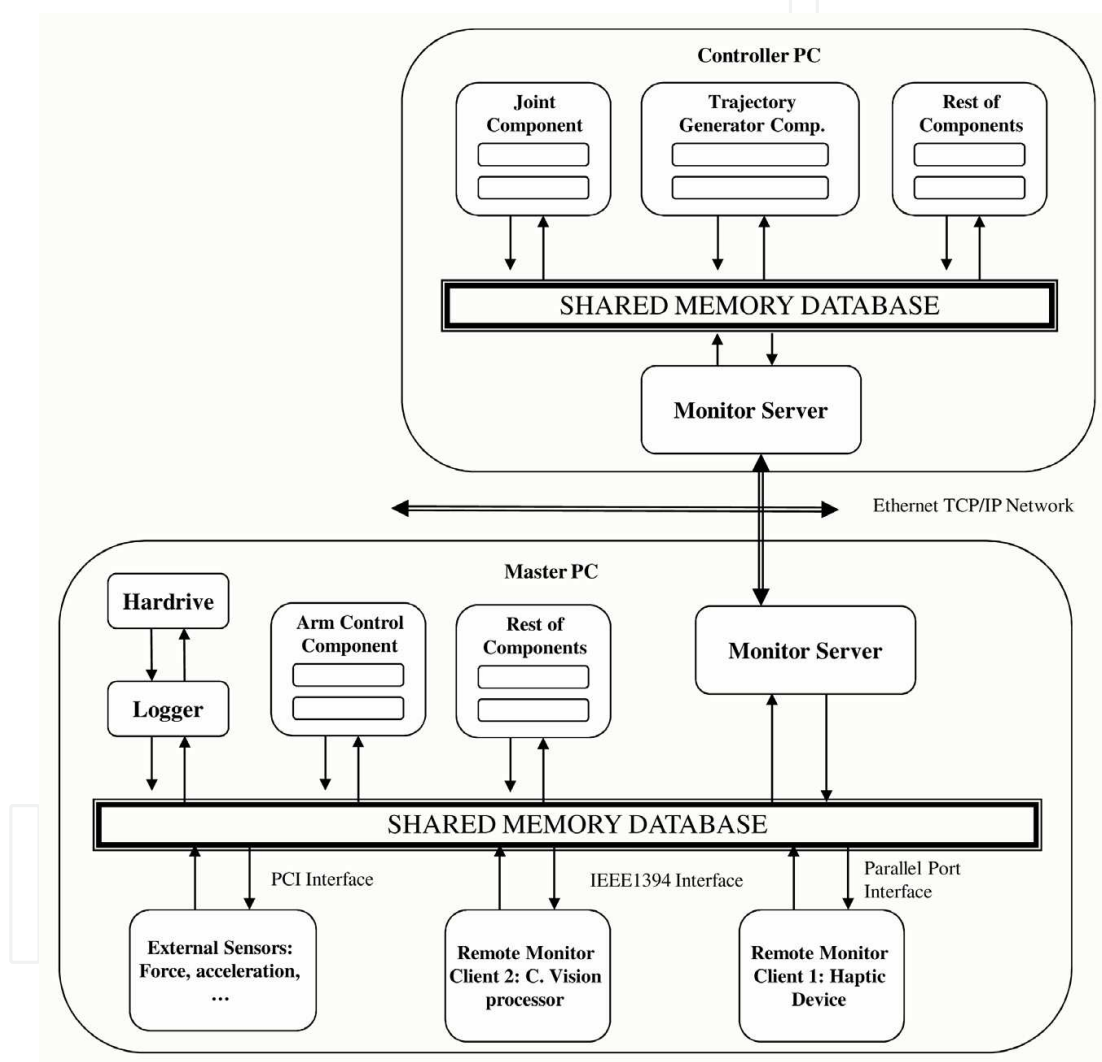 Controller PC
Joint
Component
Trajectory
Generator Comp.
Rest of
Components
SHARED MEMORY DATABASE
Monitor Server
Ethernet TCP/IP Network
Master PC
Hardrive
Logger
Arm Control
Component
Rest of
Components
Monitor Server
SHARED MEMORY DATABASE
PCI Interface
IEEE1394 Interface
Parallel Port
Interface
External Sensors:
Force, acceleration,
…
Remote Monitor
Client 2: C. Vision
processor
Remote Monitor
Client 1: Haptic
Device